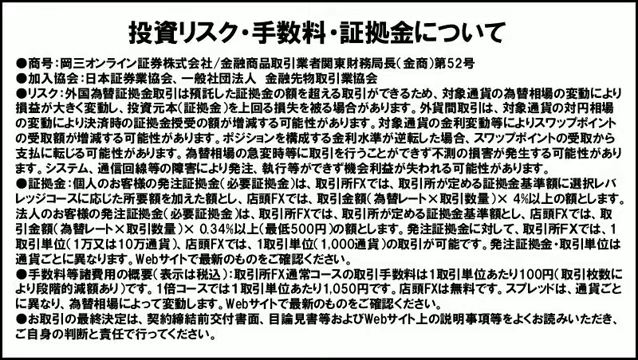 投資リスク・手数料・証拠金について
●商号:岡三オンライン証券株式会社/金融商品取引業者関東財務局長(金商)第52号
●加入協会:日本証券業協会、一般社団法人 金融先物取引業協会
●リスク:外国為替証拠金取引は預託した証拠金の額を超える取引ができるため、対象通貨の為替相場の変動により
損益が大きく変動し、投資元本(証拠金)を上回る損失を被る場合があります。外貨間取引は、対象通貨の対円相場
の変動により決済時の証拠金授受の額が増減する可能性があります。対象通貨の金利変動等によりスワップポイント
の受取額が増減する可能性があります。ポジションを構成する金利水準が逆転した場合、スワップポイントの受取から
支払に転じる可能性があります。為替相場の急変時等に取引を行うことができず不測の損害が発生する可能性があり
ます。システム、通信回線等の障害により発注、執行等ができず機会利益が失われる可能性があります。
●証拠金:個人のお客様の発注証拠金(必要証拠金)は、取引所FXでは、取引所が定める証拠金基準額に選択レバ
レッジコースに応じた所要額を加えた額とし、店頭FXでは、取引金額(為替レート×取引数量)× 4%以上の額とします。
法人のお客様の発注証拠金(必要証拠金)は、取引所FXでは、取引所が定める証拠金基準額とし、店頭FXでは、取
引金額(為替レート×取引数量)× 0.34%以上(最低500円)の額とします。発注証拠金に対して、取引所FXでは、1
取引単位(1万又は10万通貨)、店頭FXでは、1取引単位(1,000通貨)の取引が可能です。発注証拠金・取引単位は
通貨ごとに異なります。Webサイトで最新のものをご確認ください。
●手数料等諸費用の概要(表示は税込):取引所FX通常コースの取引手数料は1取引単位あたり100円(取引枚数に
より段階的減額あり)です。1倍コースでは1取引単位あたり1,050円です。店頭FXは無料です。スプレッドは、通貨ごと
に異なり、為替相場によって変動します。Webサイトで最新のものをご確認ください。
●お取引の最終決定は、契約締結前交付書面、目論見書等およびWebサイト上の説明事項等をよくお読みいただき、
ご自身の判断と責任で行ってください。